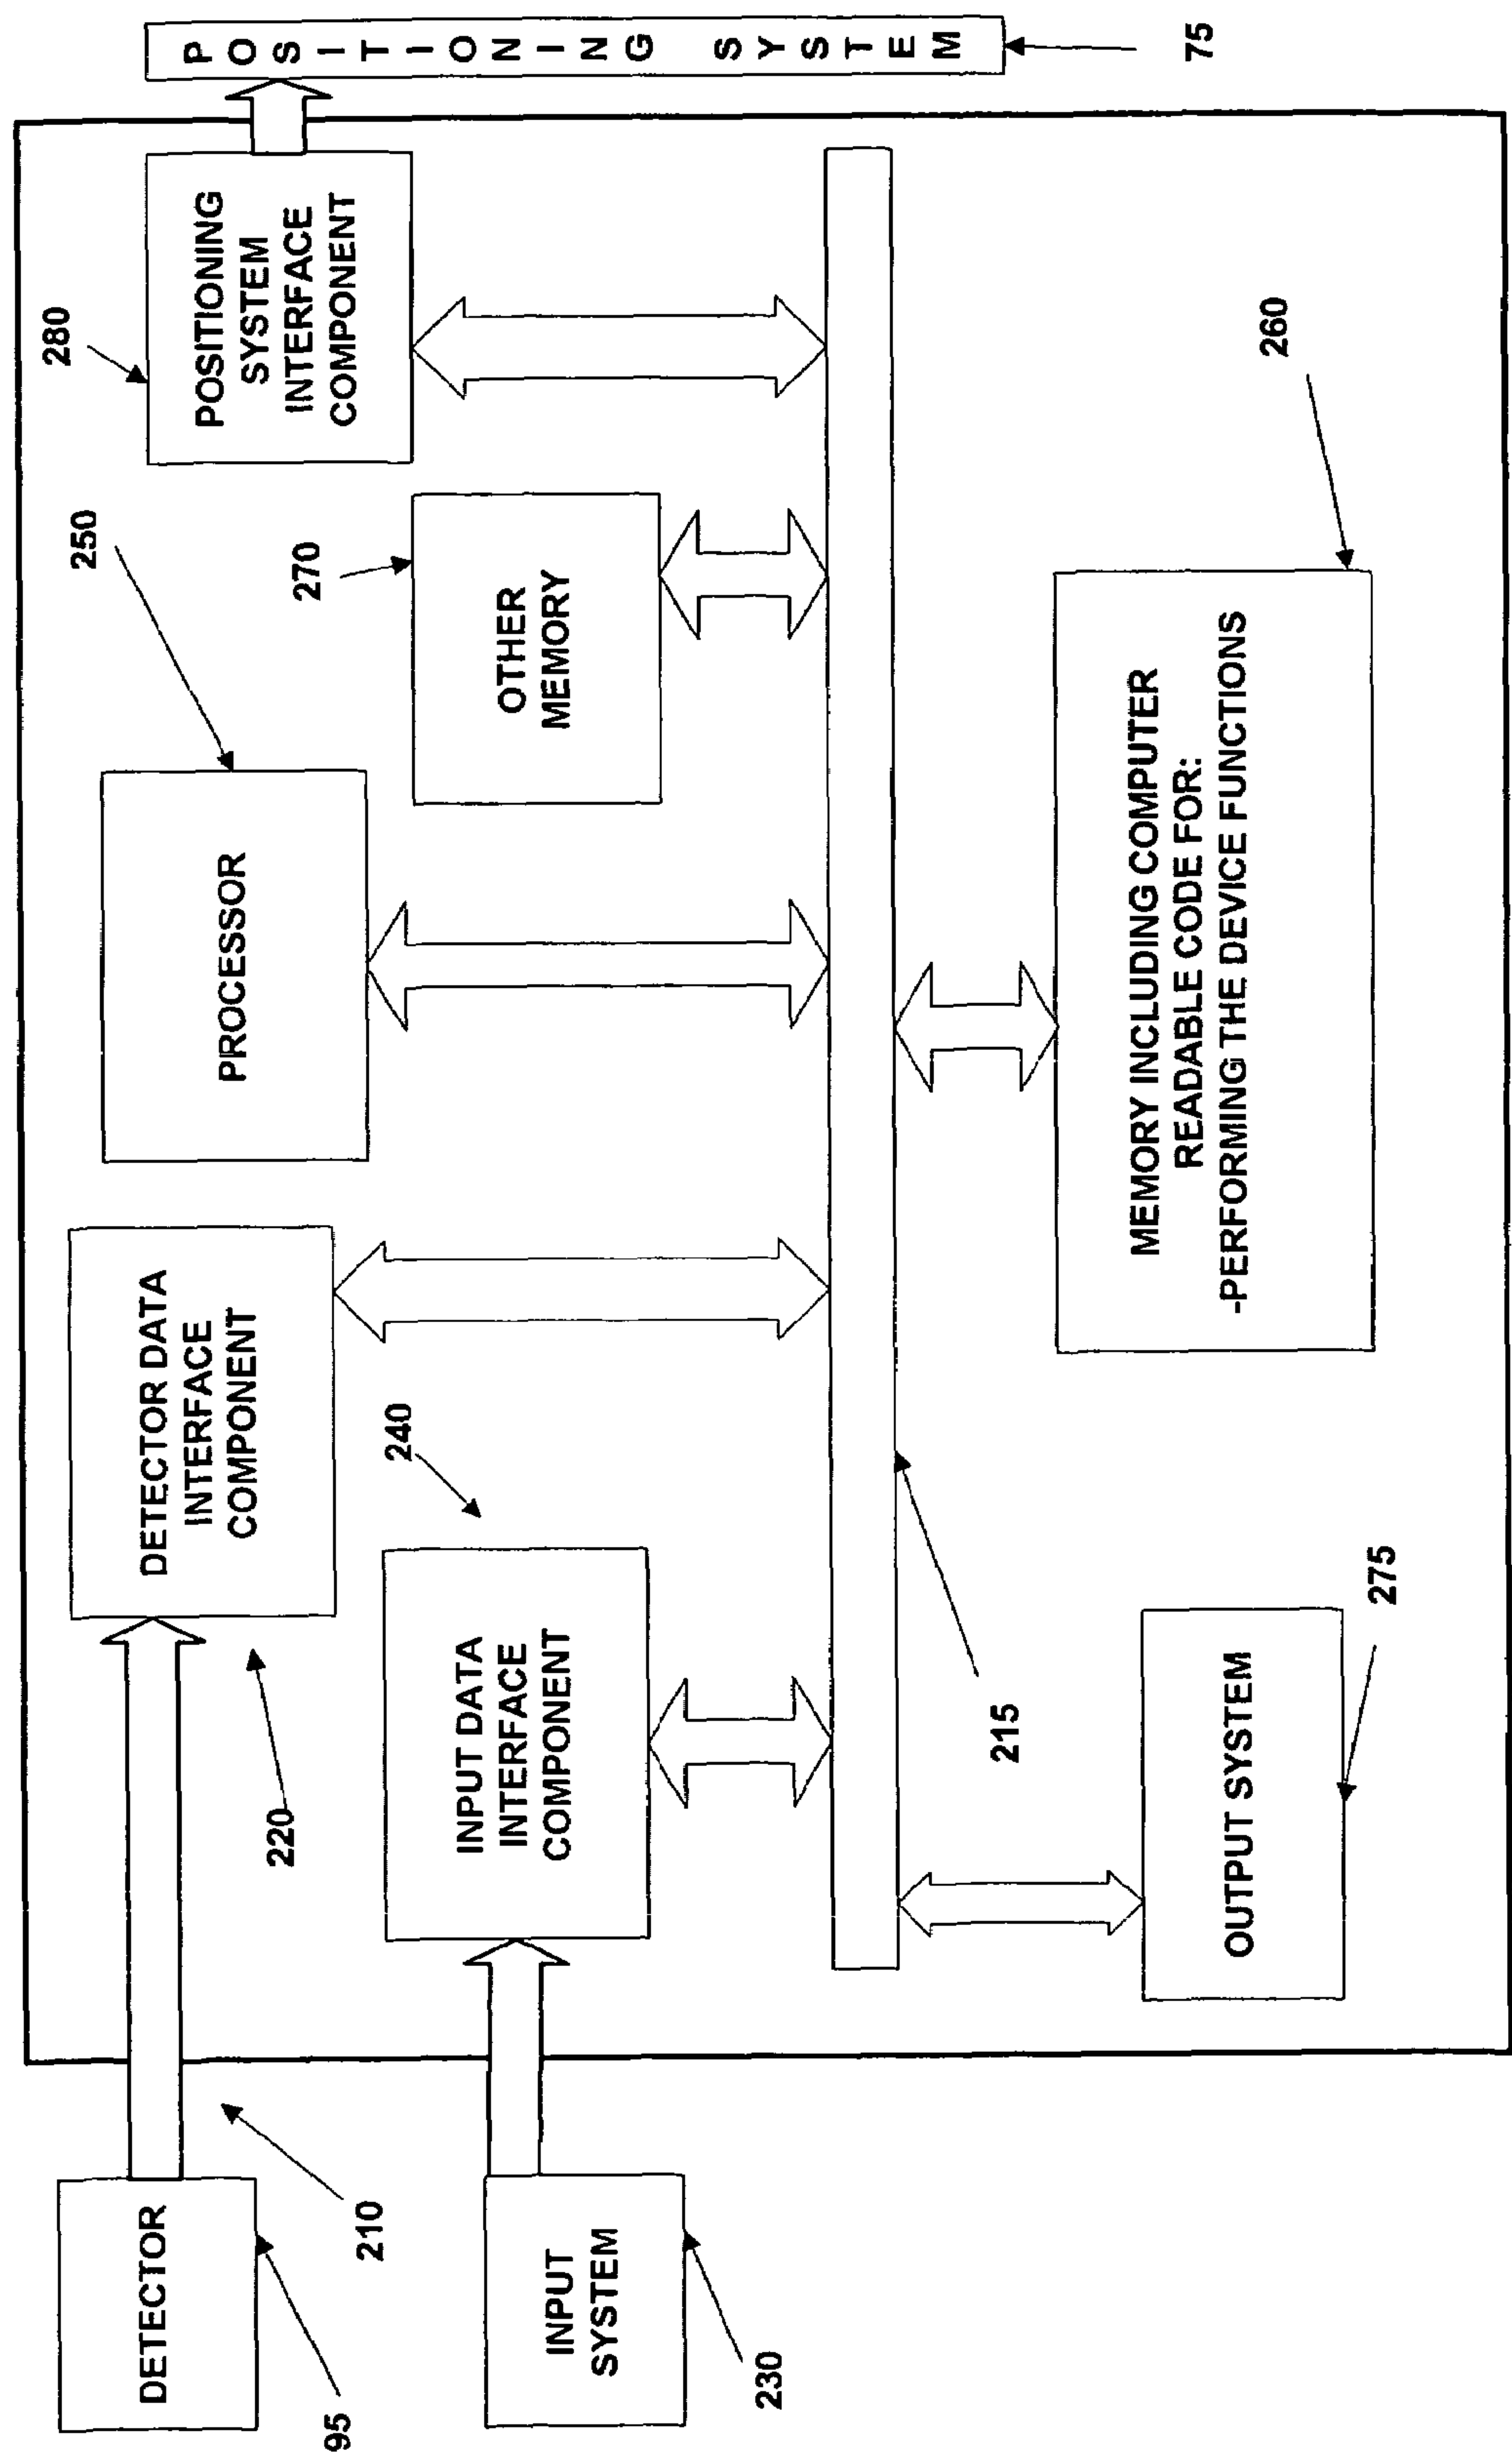 DETECTOR
95
210
INPUT
SYSTEM
230
DETECTOR DATA
INTERFACE
COMPONENT
220
INPUT DATA
INTERFACE
COMPONENT
240
PROCESSOR
250
OTHER
MEMORY
270
POSITIONING
SYSTEM
INTERFACE
COMPONENT
280
POSITIONING SYSTEM
75
215
OUTPUT SYSTEM
275
MEMORY INCLUDING COMPUTER
READABLE CODE FOR:
-PERFORMING THE DEVICE FUNCTIONS
260